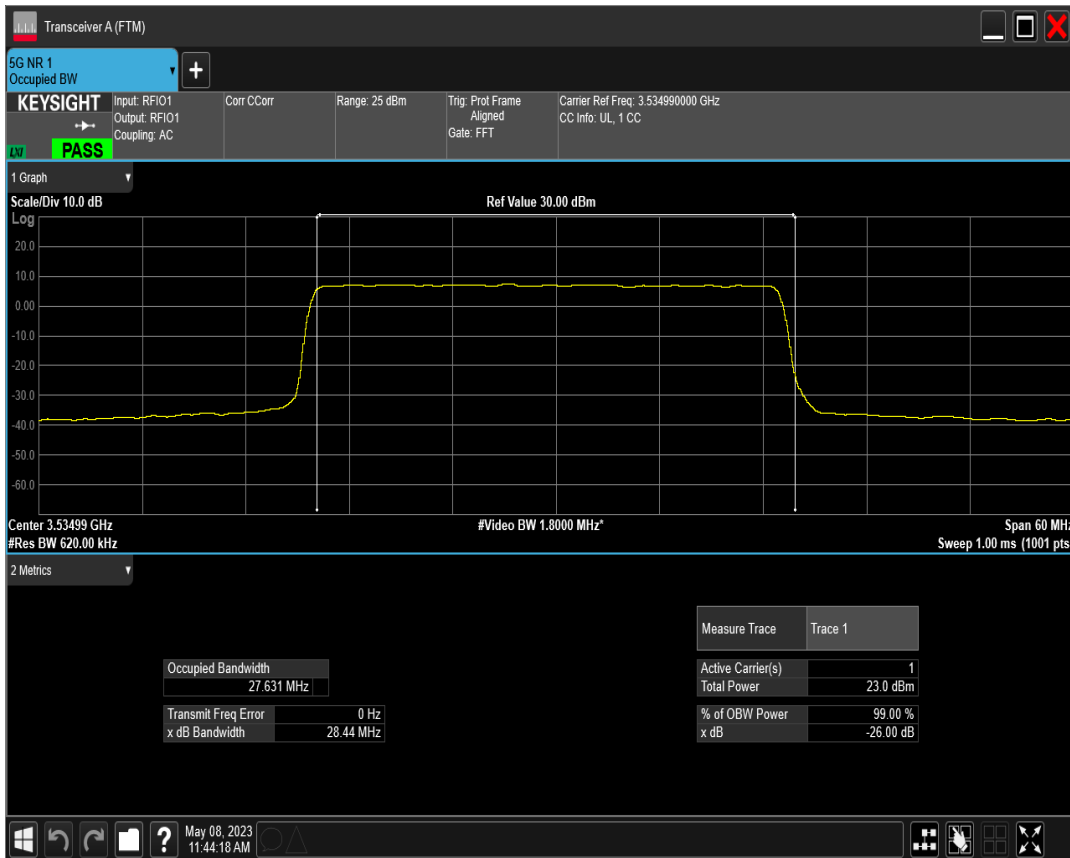 Transceiver A (FTM)
5G NR 1
Occupied BW
+
KEYSIGHT
LXI
PASS
Input: RFIO1
Output: RFIO1
Coupling: AC
Corr CCorr
Range: 25 dBm
Trig: Prot Frame
Aligned
Gate: FFT
Carrier Ref Freq: 3.534990000 GHz
CC Info: UL, 1 CC
1 Graph
Scale/Div 10.0 dB
Ref Value 30.00 dBm
Log
20.0
10.0
0.00
-10.0
-20.0
-30.0
-40.0
-50.0
-60.0
Center 3.53499 GHz
#Video BW 1.8000 MHz*
Span 60 MHz
#Res BW 620.00 kHz
Sweep 1.00 ms (1001 pts
2 Metrics
Measure Trace Trace 1
Occupied Bandwidth
27.631 MHz
Active Carrier(s) 1
Total Power 23.0 dBm
Transmit Freq Error 0 Hz
x dB Bandwidth 28.44 MHz
% of OBW Power 99.00 %
x dB -26.00 dB
?
May 08, 2023
11:44:18 AM